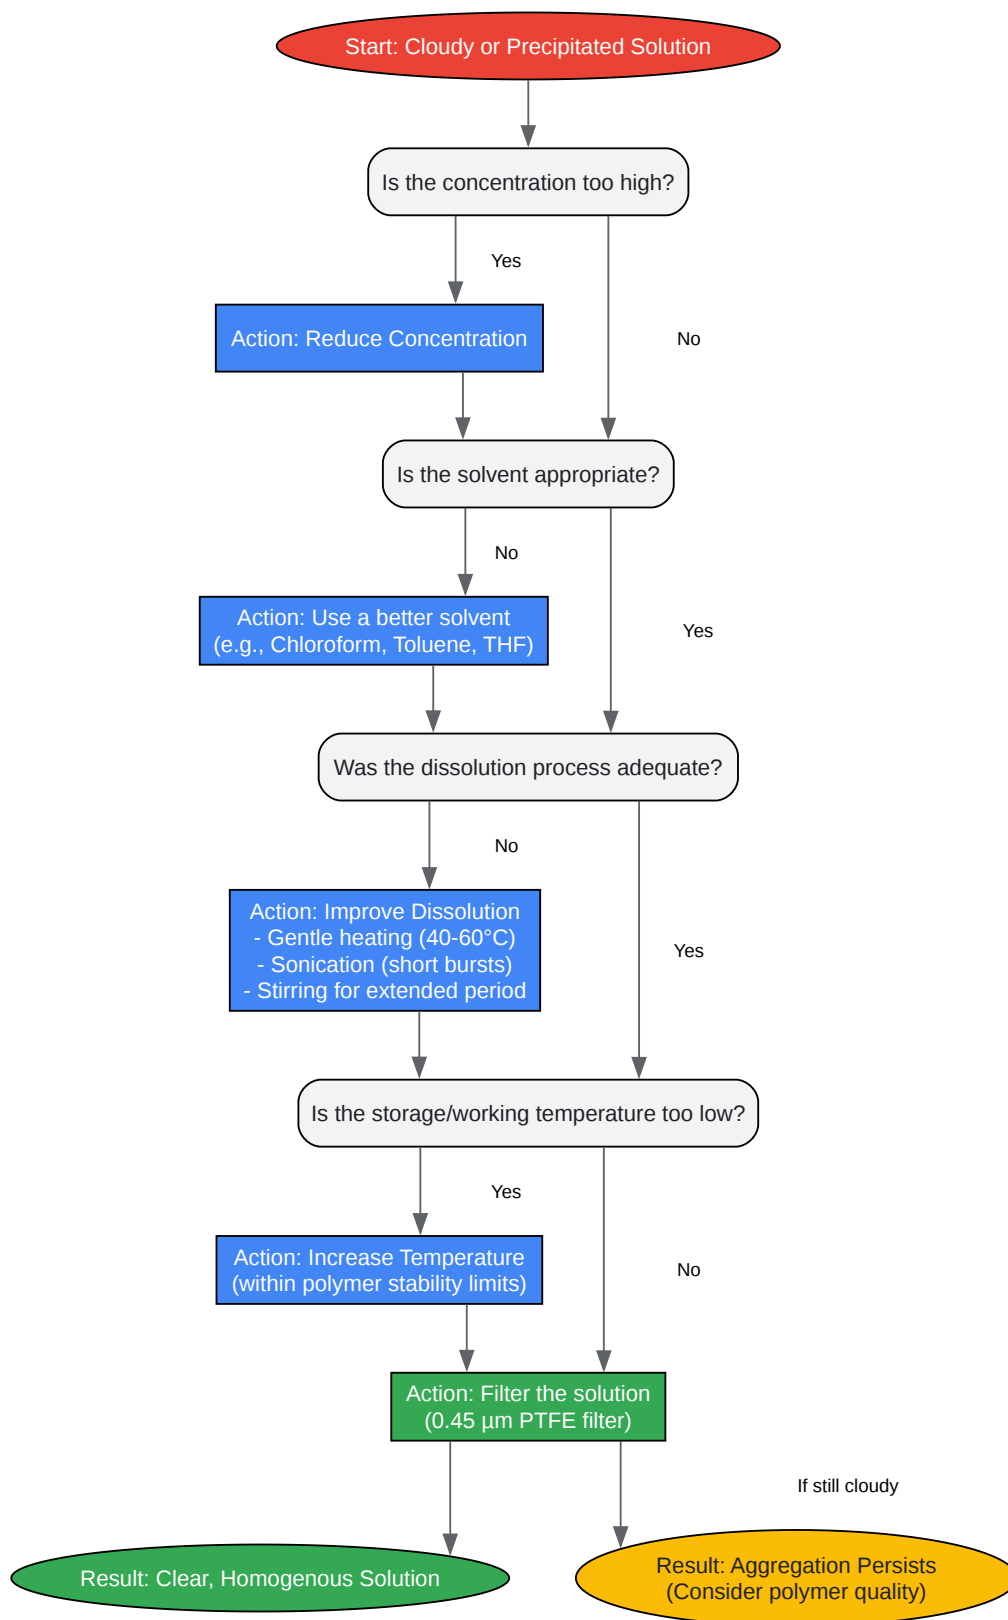 Start: Cloudy or Precipitated Solution
Is the concentration too high?
Yes
Action: Reduce Concentration
No
Is the solvent appropriate?
No
Action: Use a better solvent
(e.g., Chloroform, Toluene, THF)
Yes
Was the dissolution process adequate?
No
Action: Improve Dissolution
- Gentle heating (40-60°C)
- Sonication (short bursts)
- Stirring for extended period
Yes
Is the storage/working temperature too low?
Yes
Action: Increase Temperature
(within polymer stability limits)
No
Action: Filter the solution
(0.45 µm PTFE filter)
If still cloudy
Result: Clear, Homogenous Solution
Result: Aggregation Persists
(Consider polymer quality)